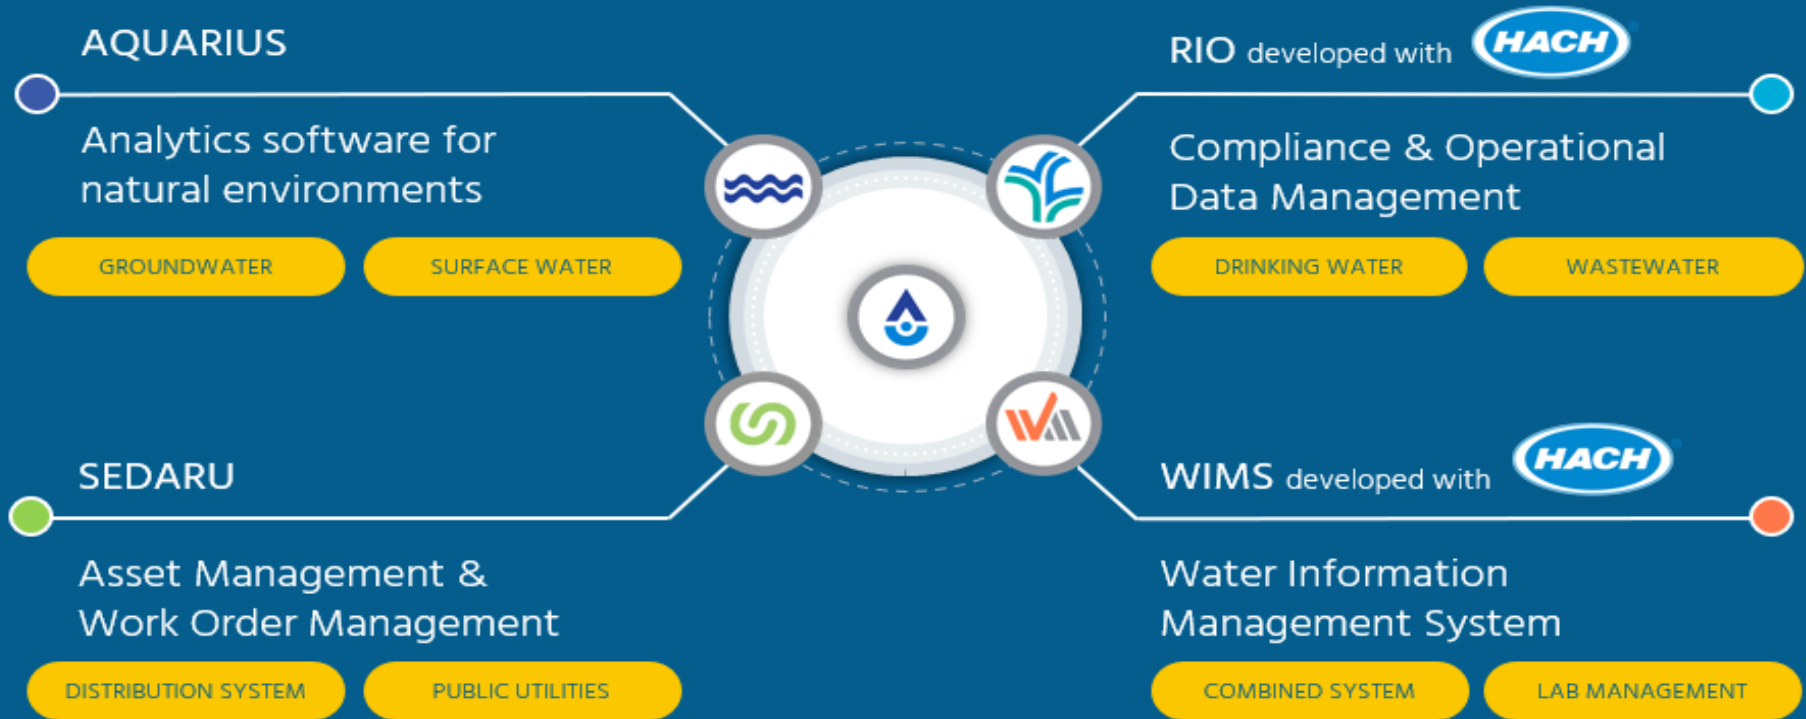 AQUARIUS
Analytics software for
natural environments
GROUNDWATER
SURFACE WATER
RIO developed with HACH
Compliance & Operational
Data Management
DRINKING WATER
WASTEWATER
SEDARU
Asset Management &
Work Order Management
DISTRIBUTION SYSTEM
PUBLIC UTILITIES
WIMS developed with HACH
Water Information
Management System
COMBINED SYSTEM
LAB MANAGEMENT